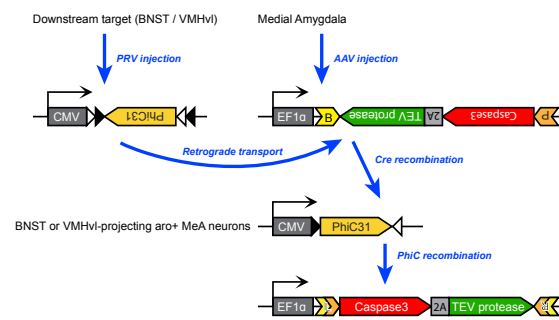 Downstream target (BNST / VMHvl)
Medial Amygdala
PRV injection
AAV injection
CMV
PhiC31
EF1α
B
TEV protease
2A
Caspase3
P
Retrograde transport
Cre recombination
BNST or VMHvl-projecting aro+ MeA neurons
CMV
PhiC31
PhiC recombination
EF1α
Caspase3
2A
TEV protease